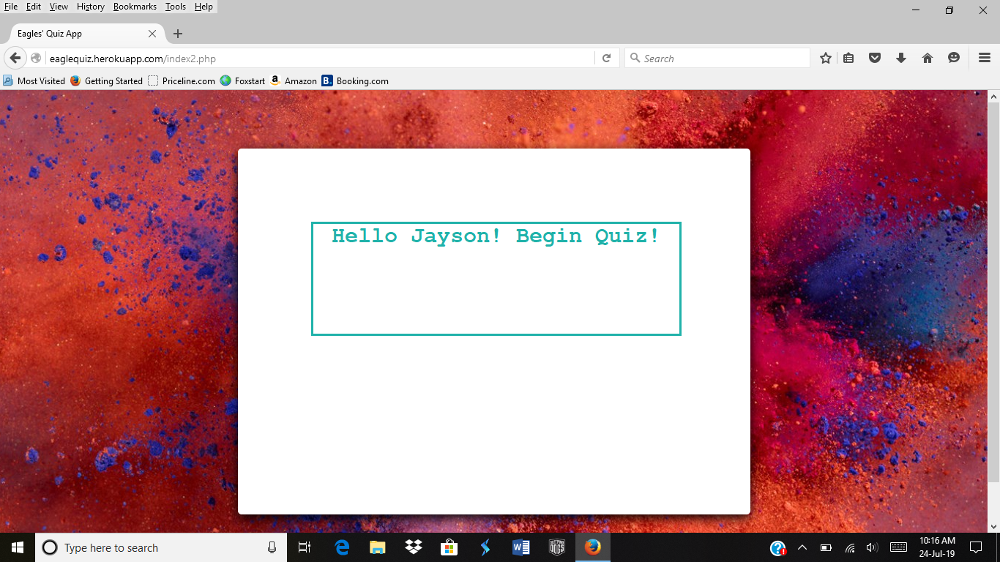 File Edit View History Bookmarks Tools Help
Eagles' Quiz App
eaglequiz.herokuapp.com/index2.php
Search
Most Visited Getting Started Priceline.com Foxstart a Amazon B. Booking.com
Hello Jayson! Begin Quiz!
Type here to search
10:16 AM
24-Jul-19